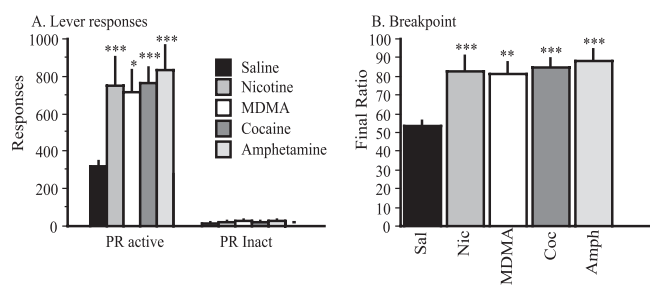 A. Lever responses
1000
800
600
400
200
0
Responses
***
*
***
***
Saline
Nicotine
MDMA
Cocaine
Amphetamine
PR active
PR Inact
B. Breakpoint
100
90
80
70
60
50
40
30
20
10
0
Final Ratio
***
**
***
***
Sal
Nic
MDMA
Coc
Amph